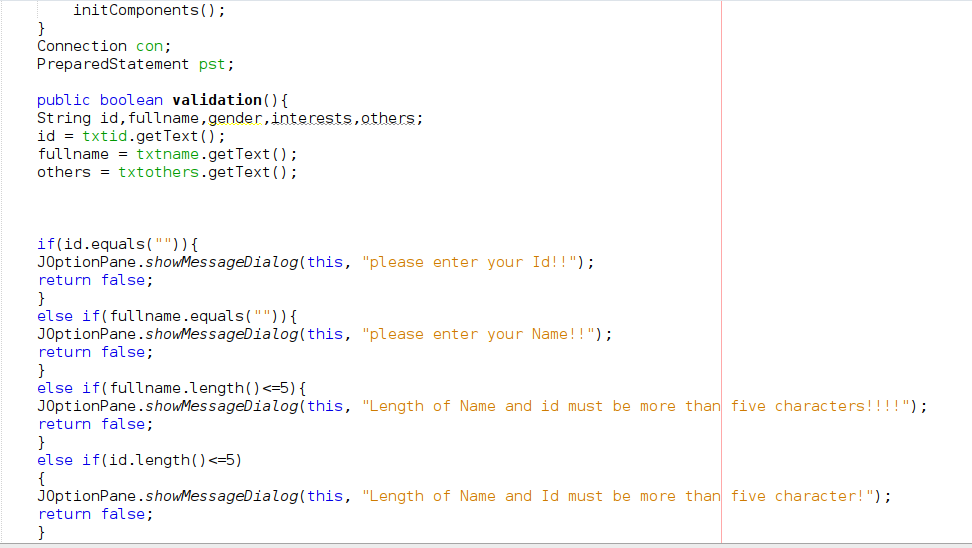 initComponents();
}
Connection con;
PreparedStatement pst;
public boolean validation(){
String id,fullname,gender,interests,others;
id = txtid.getText();
fullname = txtname.getText();
others = txtothers.getText();
if(id.equals("")){
JOptionPane.showMessageDialog(this, "please enter your Id!!");
return false;
}
else if(fullname.equals("")){
JOptionPane.showMessageDialog(this, "please enter your Name!!");
return false;
}
else if(fullname.length()<=5){
JOptionPane.showMessageDialog(this, "Length of Name and id must be more than five characters!!!!");
return false;
}
else if(id.length()<=5)
{
JOptionPane.showMessageDialog(this, "Length of Name and Id must be more than five character!");
return false;
}